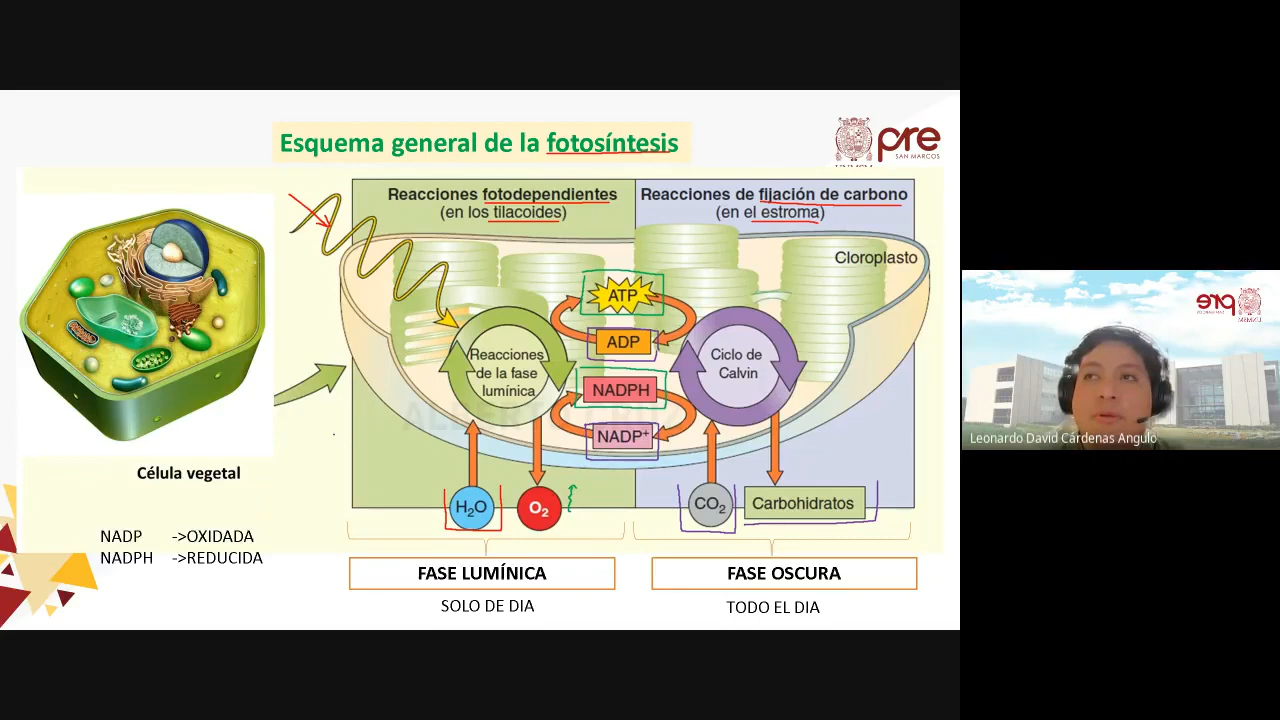 Esquema general de la fotosíntesis
pre
SAN MARCOS
UNMSM
Reacciones fotodependientes
(en los tilacoides)
Reacciones de fijación de carbono
(en el estroma)
Cloroplasto
ATP
ADP
Reacciones
de la fase
lumínica
Ciclo de
Calvin
NADPH
NADP+
H2O
O2
CO2
Carbohidratos
Célula vegetal
NADP ->OXIDADA
NADPH ->REDUCIDA
FASE LUMÍNICA
FASE OSCURA
SOLO DE DIA
TODO EL DIA
pre
Leonardo David Cárdenas Angulo